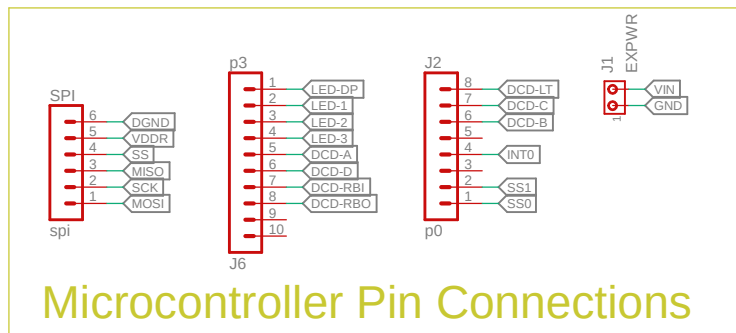 SPI
6 DGND
5 VDDR
4 SS
3 MISO
2 SCK
1 MOSI
spi
p3
1 LED-DP
2 LED-1
3 LED-2
4 LED-3
5 DCD-A
6 DCD-D
7 DCD-RBI
8 DCD-RBO
9
10
J6
J2
8 DCD-LT
7 DCD-C
6 DCD-B
5
4 INT0
3
2 SS1
1 SS0
p0
J1
EXPWR
VIN
GND
1
Microcontroller Pin Connections